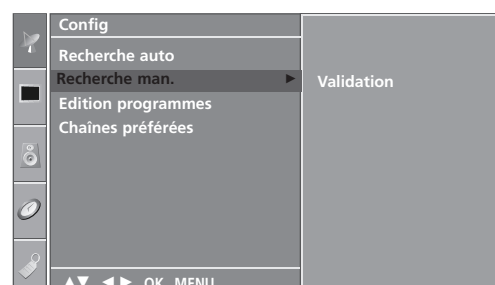 Config
Recherche auto
Recherche man. ►
Validation
Edition programmes
Chaînes préférées
▲▼ ◄► OK MENU